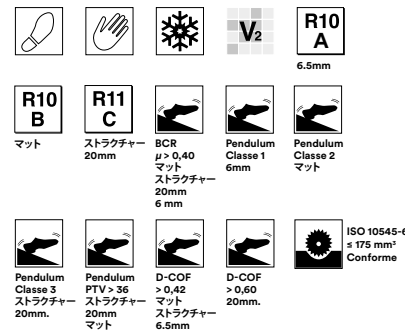 V2
R10
A
6.5mm
R10
B
マット
R11
C
ストラクチャー
20mm
BCR
μ > 0,40
マット
ストラクチャー
20mm
6 mm
Pendulum
Classe 1
6mm
Pendulum
Classe 2
マット
Pendulum
Classe 3
ストラクチャー
20mm.
Pendulum
PTV > 36
ストラクチャー
20mm
マット
D-COF
> 0,42
マット
ストラクチャー
6.5mm
D-COF
> 0,60
20mm.
ISO 10545-6
≤ 175 mm³
Conforme